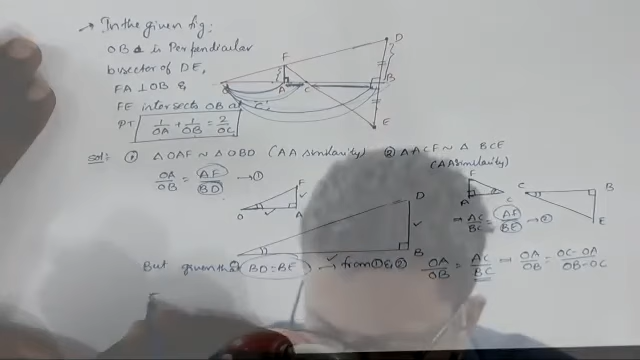 → In the given fig:
OB is Perpendicular
bisector of DE,
FA ⊥ OB &
FE intersects OB at 'C'
PT 1/OA + 1/OB = 2/OC
D
F
A C B
E
Sol: ① △OAF ~ △OBD (AA similarity) ② △ACF ~ △BCE
(AA similarity)
OA/OB = AF/BD → ①
F
O A
D
B
F
A C
C B
E
⇒ AC/BC = AF/BE → ②
But given that BD = BE from ① & ② OA/OB = AC/BC ⇒ OA/OB = OC-OA/OB-OC